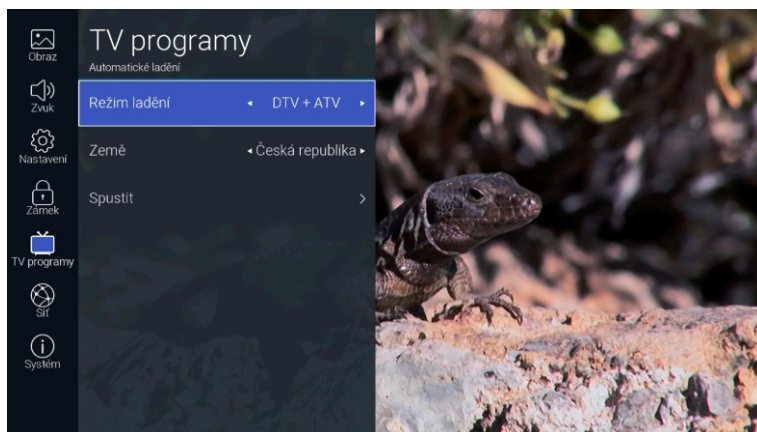 Obraz
Zvuk
Nastavení
Zámek
TV programy
Síť
Systém
TV programy
Automatické ladění
Režim ladění DTV + ATV
Země Česká republika
Spustit